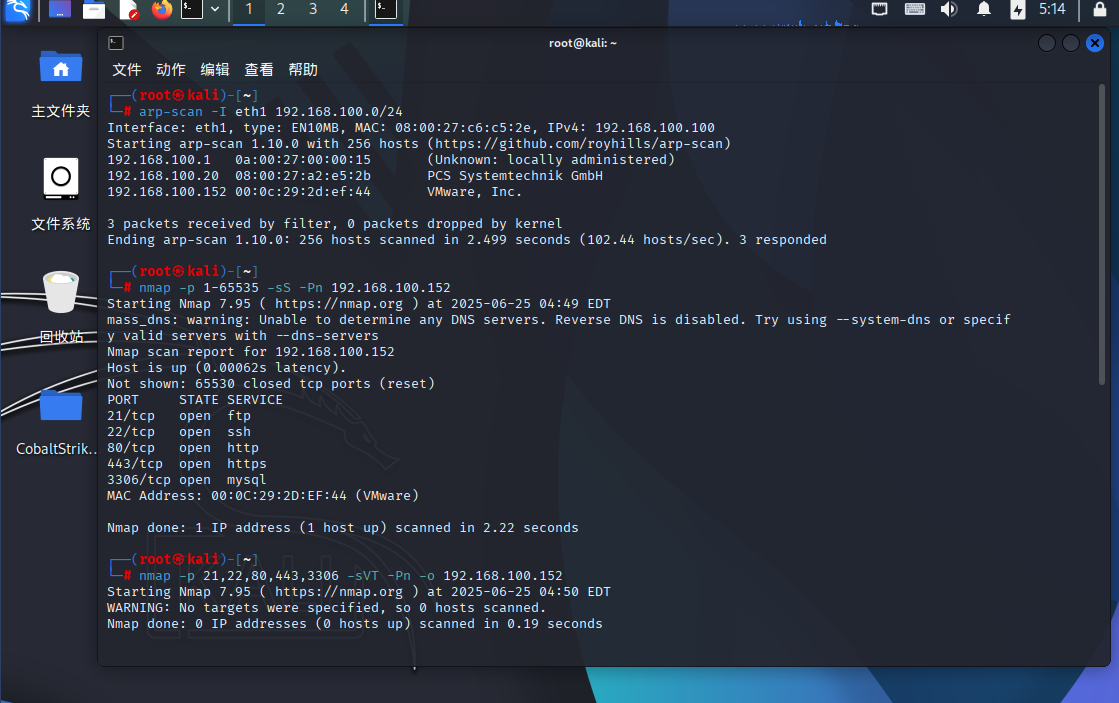 1 2 3 4 5:14
root@kali: ~
文件 动作 编辑 查看 帮助
主文件夹
文件系统
回收站
CobaltStrik...
┌──(root㉿kali)-[~]
└─# arp-scan -I eth1 192.168.100.0/24
Interface: eth1, type: EN10MB, MAC: 08:00:27:c6:c5:2e, IPv4: 192.168.100.100
Starting arp-scan 1.10.0 with 256 hosts (https://github.com/royhills/arp-scan)
192.168.100.1 0a:00:27:00:00:15 (Unknown: locally administered)
192.168.100.20 08:00:27:a2:e5:2b PCS Systemtechnik GmbH
192.168.100.152 00:0c:29:2d:ef:44 VMware, Inc.
3 packets received by filter, 0 packets dropped by kernel
Ending arp-scan 1.10.0: 256 hosts scanned in 2.499 seconds (102.44 hosts/sec). 3 responded
┌──(root㉿kali)-[~]
└─# nmap -p 1-65535 -sS -Pn 192.168.100.152
Starting Nmap 7.95 ( https://nmap.org ) at 2025-06-25 04:49 EDT
mass_dns: warning: Unable to determine any DNS servers. Reverse DNS is disabled. Try using --system-dns or specif
y valid servers with --dns-servers
Nmap scan report for 192.168.100.152
Host is up (0.00062s latency).
Not shown: 65530 closed tcp ports (reset)
PORT STATE SERVICE
21/tcp open ftp
22/tcp open ssh
80/tcp open http
443/tcp open https
3306/tcp open mysql
MAC Address: 00:0C:29:2D:EF:44 (VMware)
Nmap done: 1 IP address (1 host up) scanned in 2.22 seconds
┌──(root㉿kali)-[~]
└─# nmap -p 21,22,80,443,3306 -sVT -Pn -o 192.168.100.152
Starting Nmap 7.95 ( https://nmap.org ) at 2025-06-25 04:50 EDT
WARNING: No targets were specified, so 0 hosts scanned.
Nmap done: 0 IP addresses (0 hosts up) scanned in 0.19 seconds